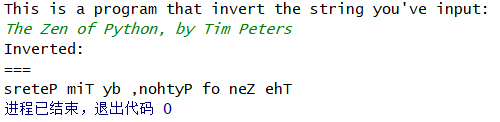 This is a program that invert the string you've input:
The Zen of Python, by Tim Peters
Inverted:
===
sreteP miT yb ,nohtyP fo neZ ehT
进程已结束，退出代码 0